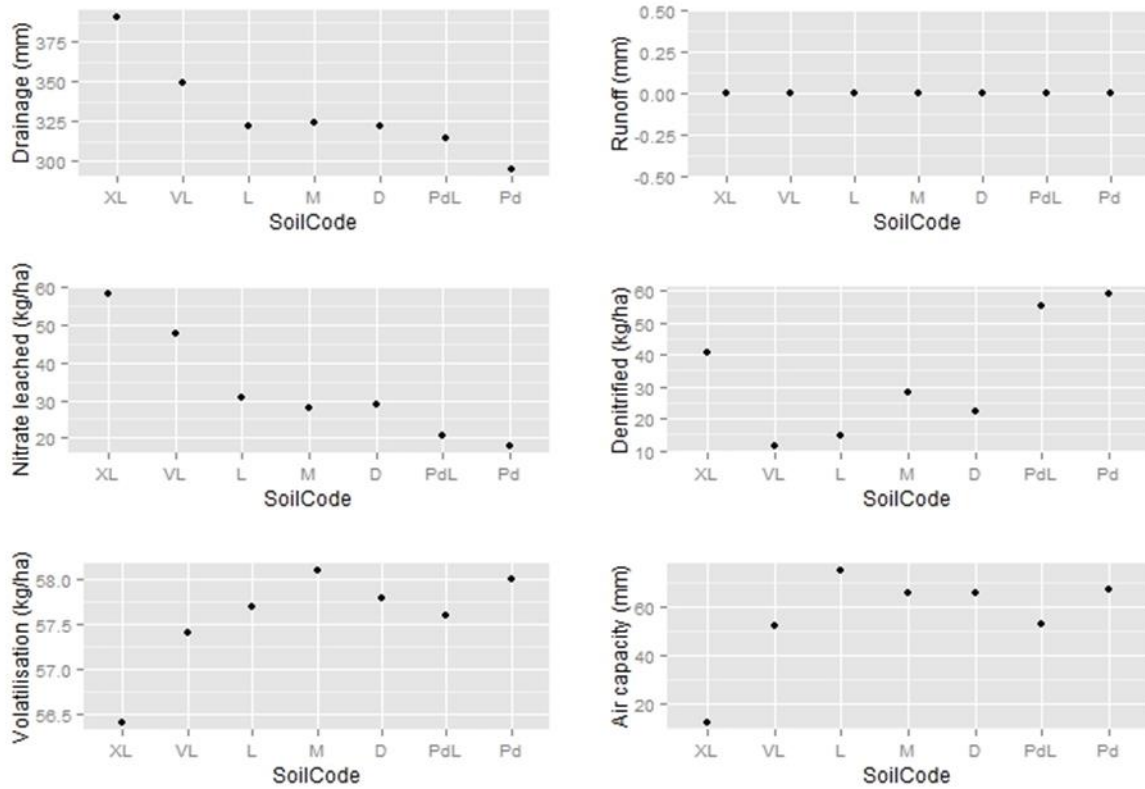 Drainage (mm)
375
350
325
300
XL VL L M D PdL Pd
SoilCode
Runoff (mm)
0.50
0.25
0.00
-0.25
-0.50
XL VL L M D PdL Pd
SoilCode
Nitrate leached (kg/ha)
60
50
40
30
20
XL VL L M D PdL Pd
SoilCode
Denitrified (kg/ha)
60
50
40
30
20
10
XL VL L M D PdL Pd
SoilCode
Volatilisation (kg/ha)
58.0
57.5
57.0
56.5
XL VL L M D PdL Pd
SoilCode
Air capacity (mm)
60
40
20
XL VL L M D PdL Pd
SoilCode